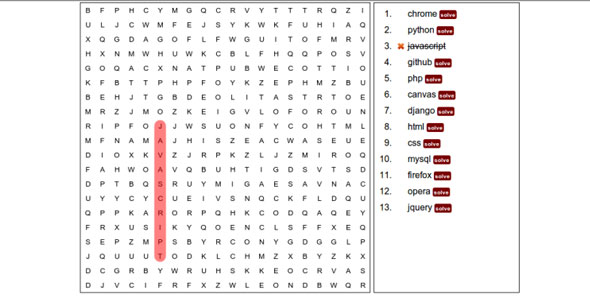 B F P H C Y M G Q C R V Y T T T R Q Z I
U L J C W M F E J S Y K W K F U H I A Q
X Q G D A G O F L F W G U I T O F M R V
H X N M W H U W K C B L F H Q Q P O S V
G O Q A C X N A T P U B W E C O T T I O
K F B T T P H P F O Y K Z E P H M Z B U
B E H J T G B D E O L I T A S T R T O E
M R Z J M O Z K E I G V L O F O R O U N
R I P F O J J W S U O N F Y C O H T M L
M F N A M A J H I S Z E A C W A S E U E
D I O X K V Z J R P K Z L J Z M I R O Q
F A H W O A V Q B U H T I G D S V T S D
D P T B Q S R U Y M I G A E S A V N A C
U Y Y C Y C U E I V S N Q C K F L D Q U
Q P P K A R O R P Q H K C O D Q A Q E Y
F R X U S I K Y Q O E N C L S F F X E Q
S E P Z M P S B Y R C O N Y G D G G L P
J Q U U U T O D K L C H M Z X B Y Z K X
D C G R B Y W R U H S K K E O C R V A S
D J V C I F R F X Z W L E O N D B W Q R
1. chrome solve
2. python solve
3. javascript
4. github solve
5. php solve
6. canvas solve
7. django solve
8. html solve
9. css solve
10. mysql solve
11. firefox solve
12. opera solve
13. jquery solve